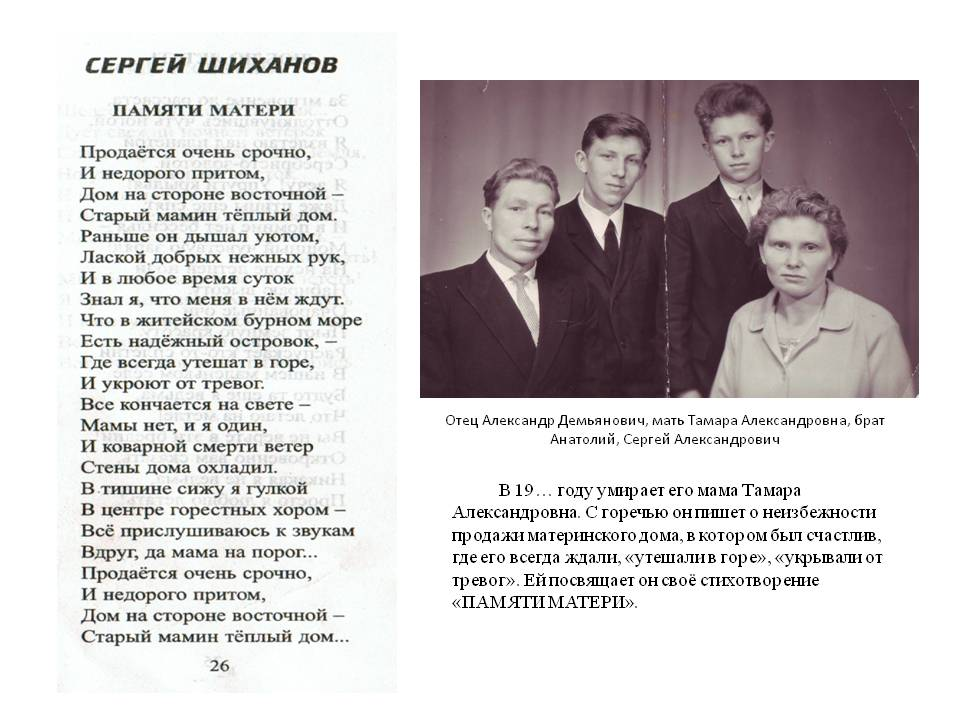 СЕРГЕЙ ШИХАНОВ
ПАМЯТИ МАТЕРИ
Продаётся очень срочно,
И недорого притом,
Дом на стороне восточной –
Старый мамин тёплый дом.
Раньше он дышал уютом,
Лаской добрых нежных рук,
И в любое время суток
Знал я, что меня в нём ждут.
Что в житейском бурном море
Есть надёжный островок, –
Где всегда утешат в горе,
И укроют от тревог.
Все кончается на свете –
Мамы нет, и я один,
И коварной смерти ветер
Стены дома охладил.
В тишине сижу я гулкой
В центре горестных хором –
Всё прислушиваюсь к звукам
Вдруг, да мама на порог...
Продаётся очень срочно,
И недорого притом,
Дом на стороне восточной –
Старый мамин тёплый дом...
26
Отец Александр Демьянович, мать Тамара Александровна, брат
Анатолий, Сергей Александрович
В 19… году умирает его мама Тамара
Александровна. С горечью он пишет о неизбежности
продажи материнского дома, в котором был счастлив,
где его всегда ждали, «утешали в горе», «укрывали от
тревог». Ей посвящает он своё стихотворение
«ПАМЯТИ МАТЕРИ».